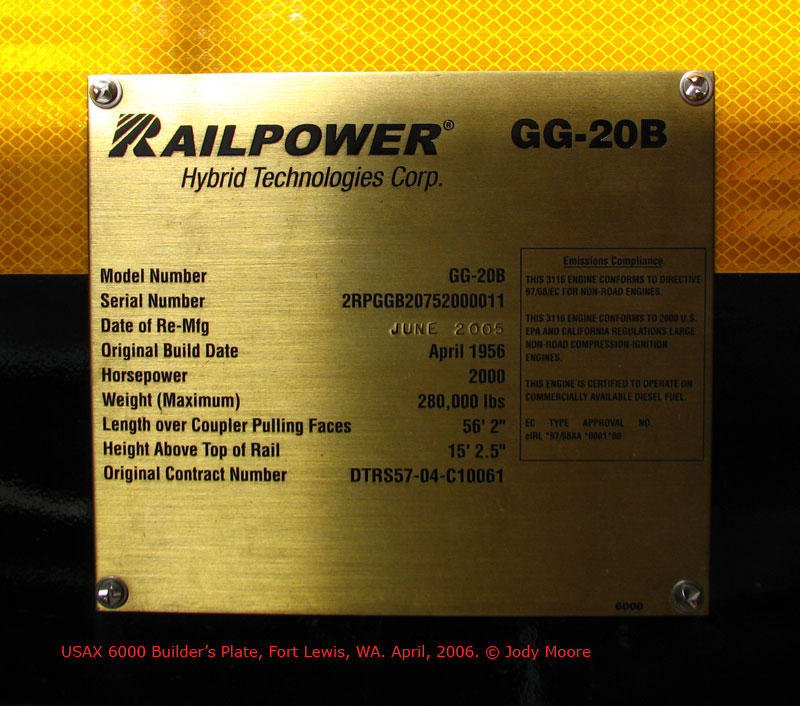 RAILPOWER® GG-20B
Hybrid Technologies Corp.
Model Number GG-20B
Serial Number 2RPGGB20752000011
Date of Re-Mfg JUNE 2005
Original Build Date April 1956
Horsepower 2000
Weight (Maximum) 280,000 lbs
Length over Coupler Pulling Faces 56' 2"
Height Above Top of Rail 15' 2.5"
Original Contract Number DTRS57-04-C10061
Emissions Compliance
THIS 3116 ENGINE CONFORMS TO DIRECTIVE
97/68/EC FOR NON-ROAD ENGINES.
THIS 3116 ENGINE CONFORMS TO 2000 U.S.
EPA AND CALIFORNIA REGULATIONS LARGE
NON-ROAD COMPRESSION-IGNITION
ENGINES.
THIS ENGINE IS CERTIFIED TO OPERATE ON
COMMERCIALLY AVAILABLE DIESEL FUEL.
EC TYPE APPROVAL NO.
6000
USAX 6000 Builder's Plate, Fort Lewis, WA. April, 2006. © Jody Moore